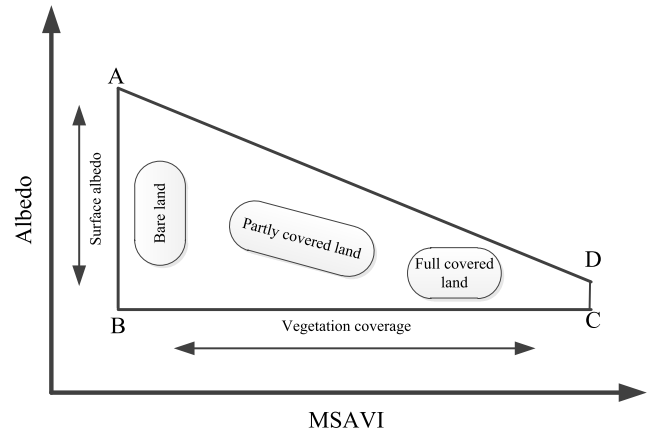 A
Albedo
Surface albedo
Bare land
Partly covered land
Full covered
land
D
B
C
Vegetation coverage
MSAVI